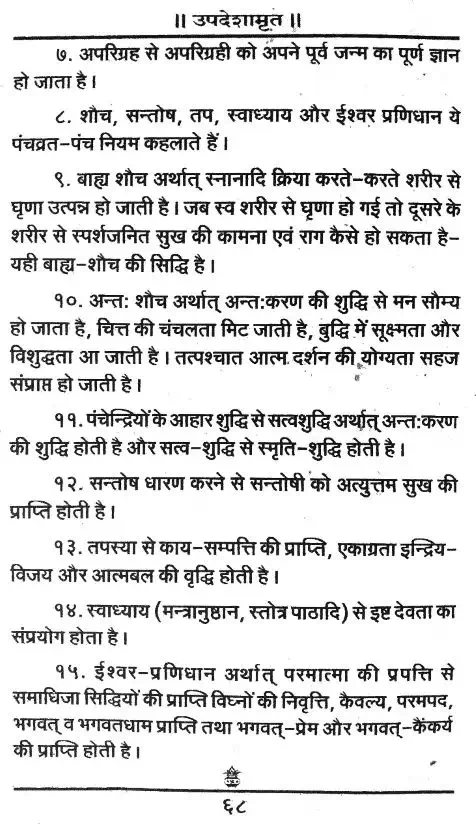 ॥ उपदेशामृत ॥
७. अपरिग्रह से अपरिग्रही को अपने पूर्व जन्म का पूर्ण ज्ञान
हो जाता है।
८. शौच, सन्तोष, तप, स्वाध्याय और ईश्वर प्रणिधान ये
पंचव्रत-पंच नियम कहलाते हैं।
९. बाह्य शौच अर्थात् स्नानादि क्रिया करते-करते शरीर से
घृणा उत्पन्न हो जाती है। जब स्व शरीर से घृणा हो गई तो दूसरे के
शरीर से स्पर्शजनित सुख की कामना एवं राग कैसे हो सकता है-
यही बाह्य-शौच की सिद्धि है।
१०. अन्त: शौच अर्थात् अन्त:करण की शुद्धि से मन सौम्य
हो जाता है, चित्त की चंचलता मिट जाती है, बुद्धि में सूक्ष्मता और
विशुद्धता आ जाती है। तत्पश्चात आत्म दर्शन की योग्यता सहज
संप्राप्त हो जाती है।
११. पंचेन्द्रियों के आहार शुद्धि से सत्वशुद्धि अर्थात् अन्त:करण
की शुद्धि होती है और सत्व-शुद्धि से स्मृति-शुद्धि होती है।
१२. सन्तोष धारण करने से सन्तोषी को अत्युत्तम सुख की
प्राप्ति होती है।
१३. तपस्या से काय-सम्पत्ति की प्राप्ति, एकाग्रता इन्द्रिय-
विजय और आत्मबल की वृद्धि होती है।
१४. स्वाध्याय (मन्त्रानुष्ठान, स्तोत्र पाठादि) से इष्ट देवता का
संप्रयोग होता है।
१५. ईश्वर-प्रणिधान अर्थात् परमात्मा की प्रपत्ति से
समाधिजा सिद्धियों की प्राप्ति विघ्नों की निवृत्ति, कैवल्य, परमपद,
भगवत् व भगवतधाम प्राप्ति तथा भगवत्-प्रेम और भगवत्-कैंकर्य
की प्राप्ति होती है।
६८